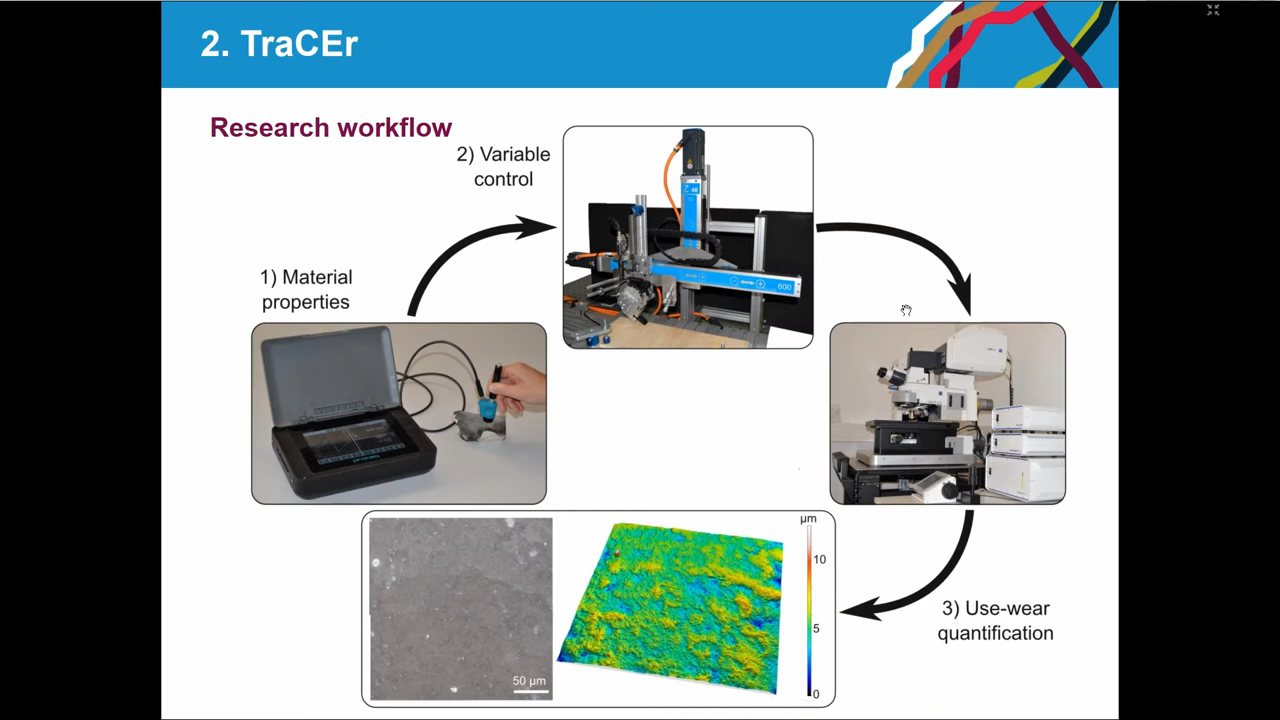 2. TraCEr
Research workflow
2) Variable
control
1) Material
properties
600
µm
10
5
0
50 µm
3) Use-wear
quantification